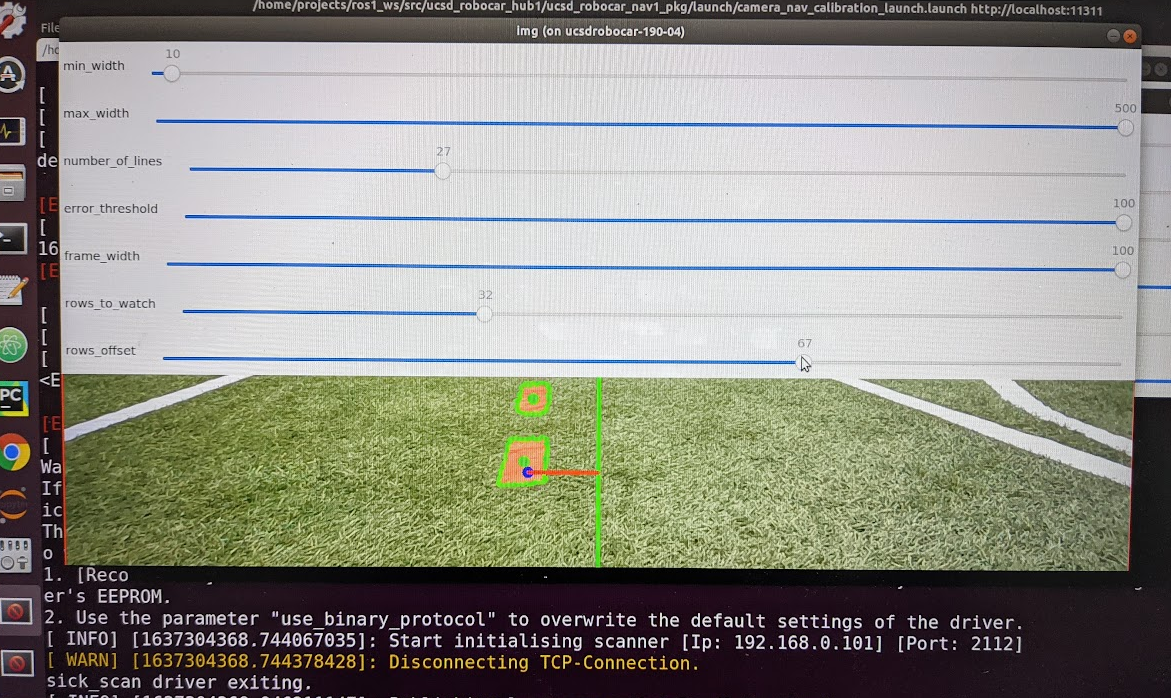 /home/projects/ros1_ws/src/ucsd_robocar_hub1/ucsd_robocar_nav1_pkg/launch/camera_nav_calibration_launch.launch http://localhost:11311
File
img (on ucsdrobocar-190-04)
/ho
10
min_width
500
max_width
27
number_of_lines
100
error_threshold
100
frame_width
32
rows_to_watch
67
rows_offset
[
[
[
de
[E
[
16
[E
[
[
[
<E
PC
[E
[
Wa
If
ic
Th
o
1. [Reco
er's EEPROM.
2. Use the parameter "use_binary_protocol" to overwrite the default settings of the driver.
[ INFO] [1637304368.744067035]: Start initialising scanner [Ip: 192.168.0.101] [Port: 2112]
[ WARN] [1637304368.744378428]: Disconnecting TCP-Connection.
sick_scan driver exiting.